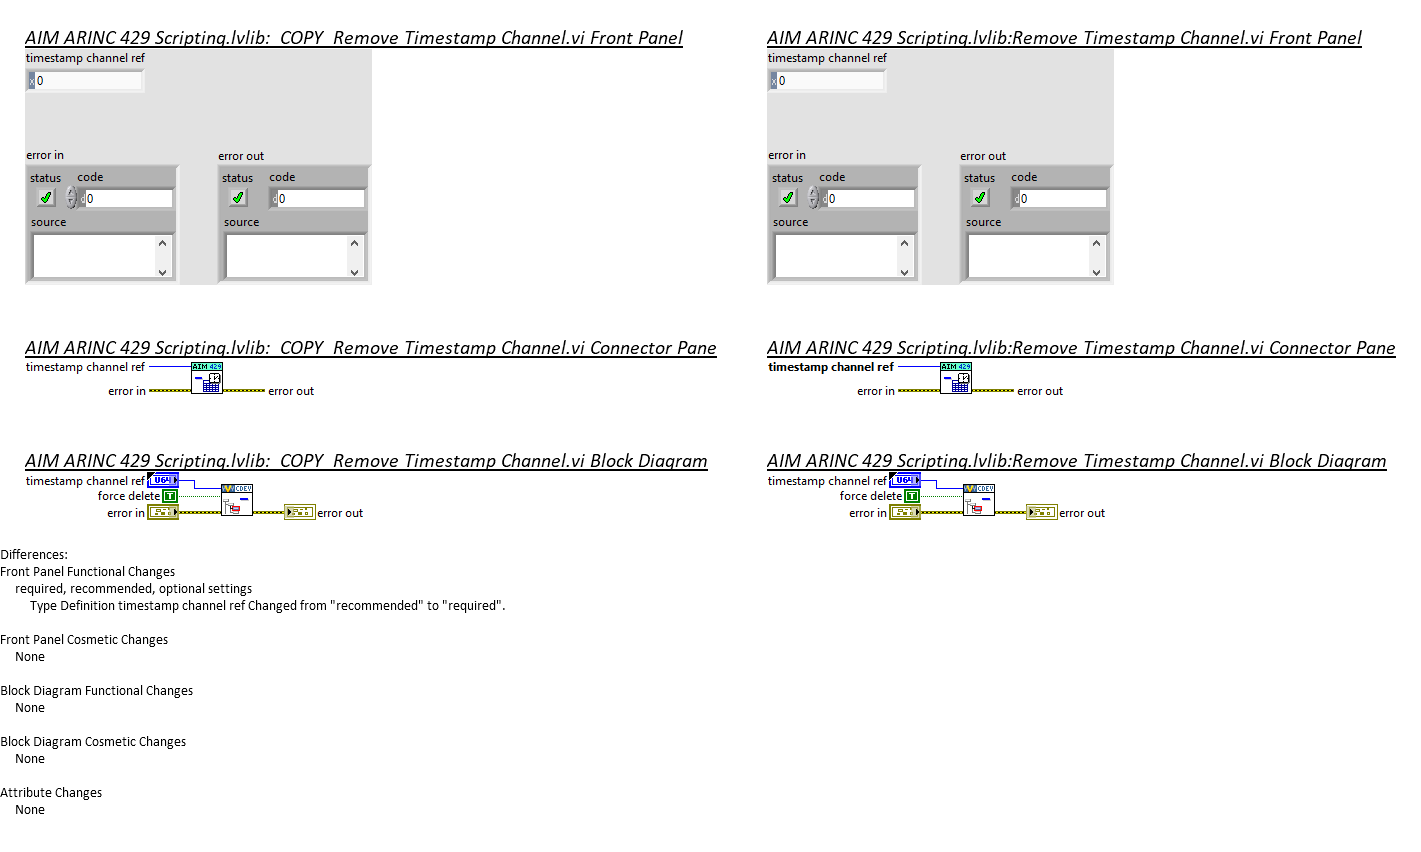 AIM ARINC 429 Scripting.lvlib:  COPY  Remove Timestamp Channel.vi Front Panel
timestamp channel ref
x 0
error in
error out
status
code
status
code
d 0
d 0
source
source
AIM ARINC 429 Scripting.lvlib:Remove Timestamp Channel.vi Front Panel
timestamp channel ref
x 0
error in
error out
status
code
status
code
d 0
d 0
source
source
AIM ARINC 429 Scripting.lvlib:  COPY  Remove Timestamp Channel.vi Connector Pane
timestamp channel ref
AIM 429
error in
error out
AIM ARINC 429 Scripting.lvlib:Remove Timestamp Channel.vi Connector Pane
timestamp channel ref
AIM 429
error in
error out
AIM ARINC 429 Scripting.lvlib:  COPY  Remove Timestamp Channel.vi Block Diagram
timestamp channel ref
U64
CDEV
force delete
T
error in
error out
AIM ARINC 429 Scripting.lvlib:Remove Timestamp Channel.vi Block Diagram
timestamp channel ref
U64
CDEV
force delete
T
error in
error out
Differences:
Front Panel Functional Changes
required, recommended, optional settings
Type Definition timestamp channel ref Changed from "recommended" to "required".
Front Panel Cosmetic Changes
None
Block Diagram Functional Changes
None
Block Diagram Cosmetic Changes
None
Attribute Changes
None